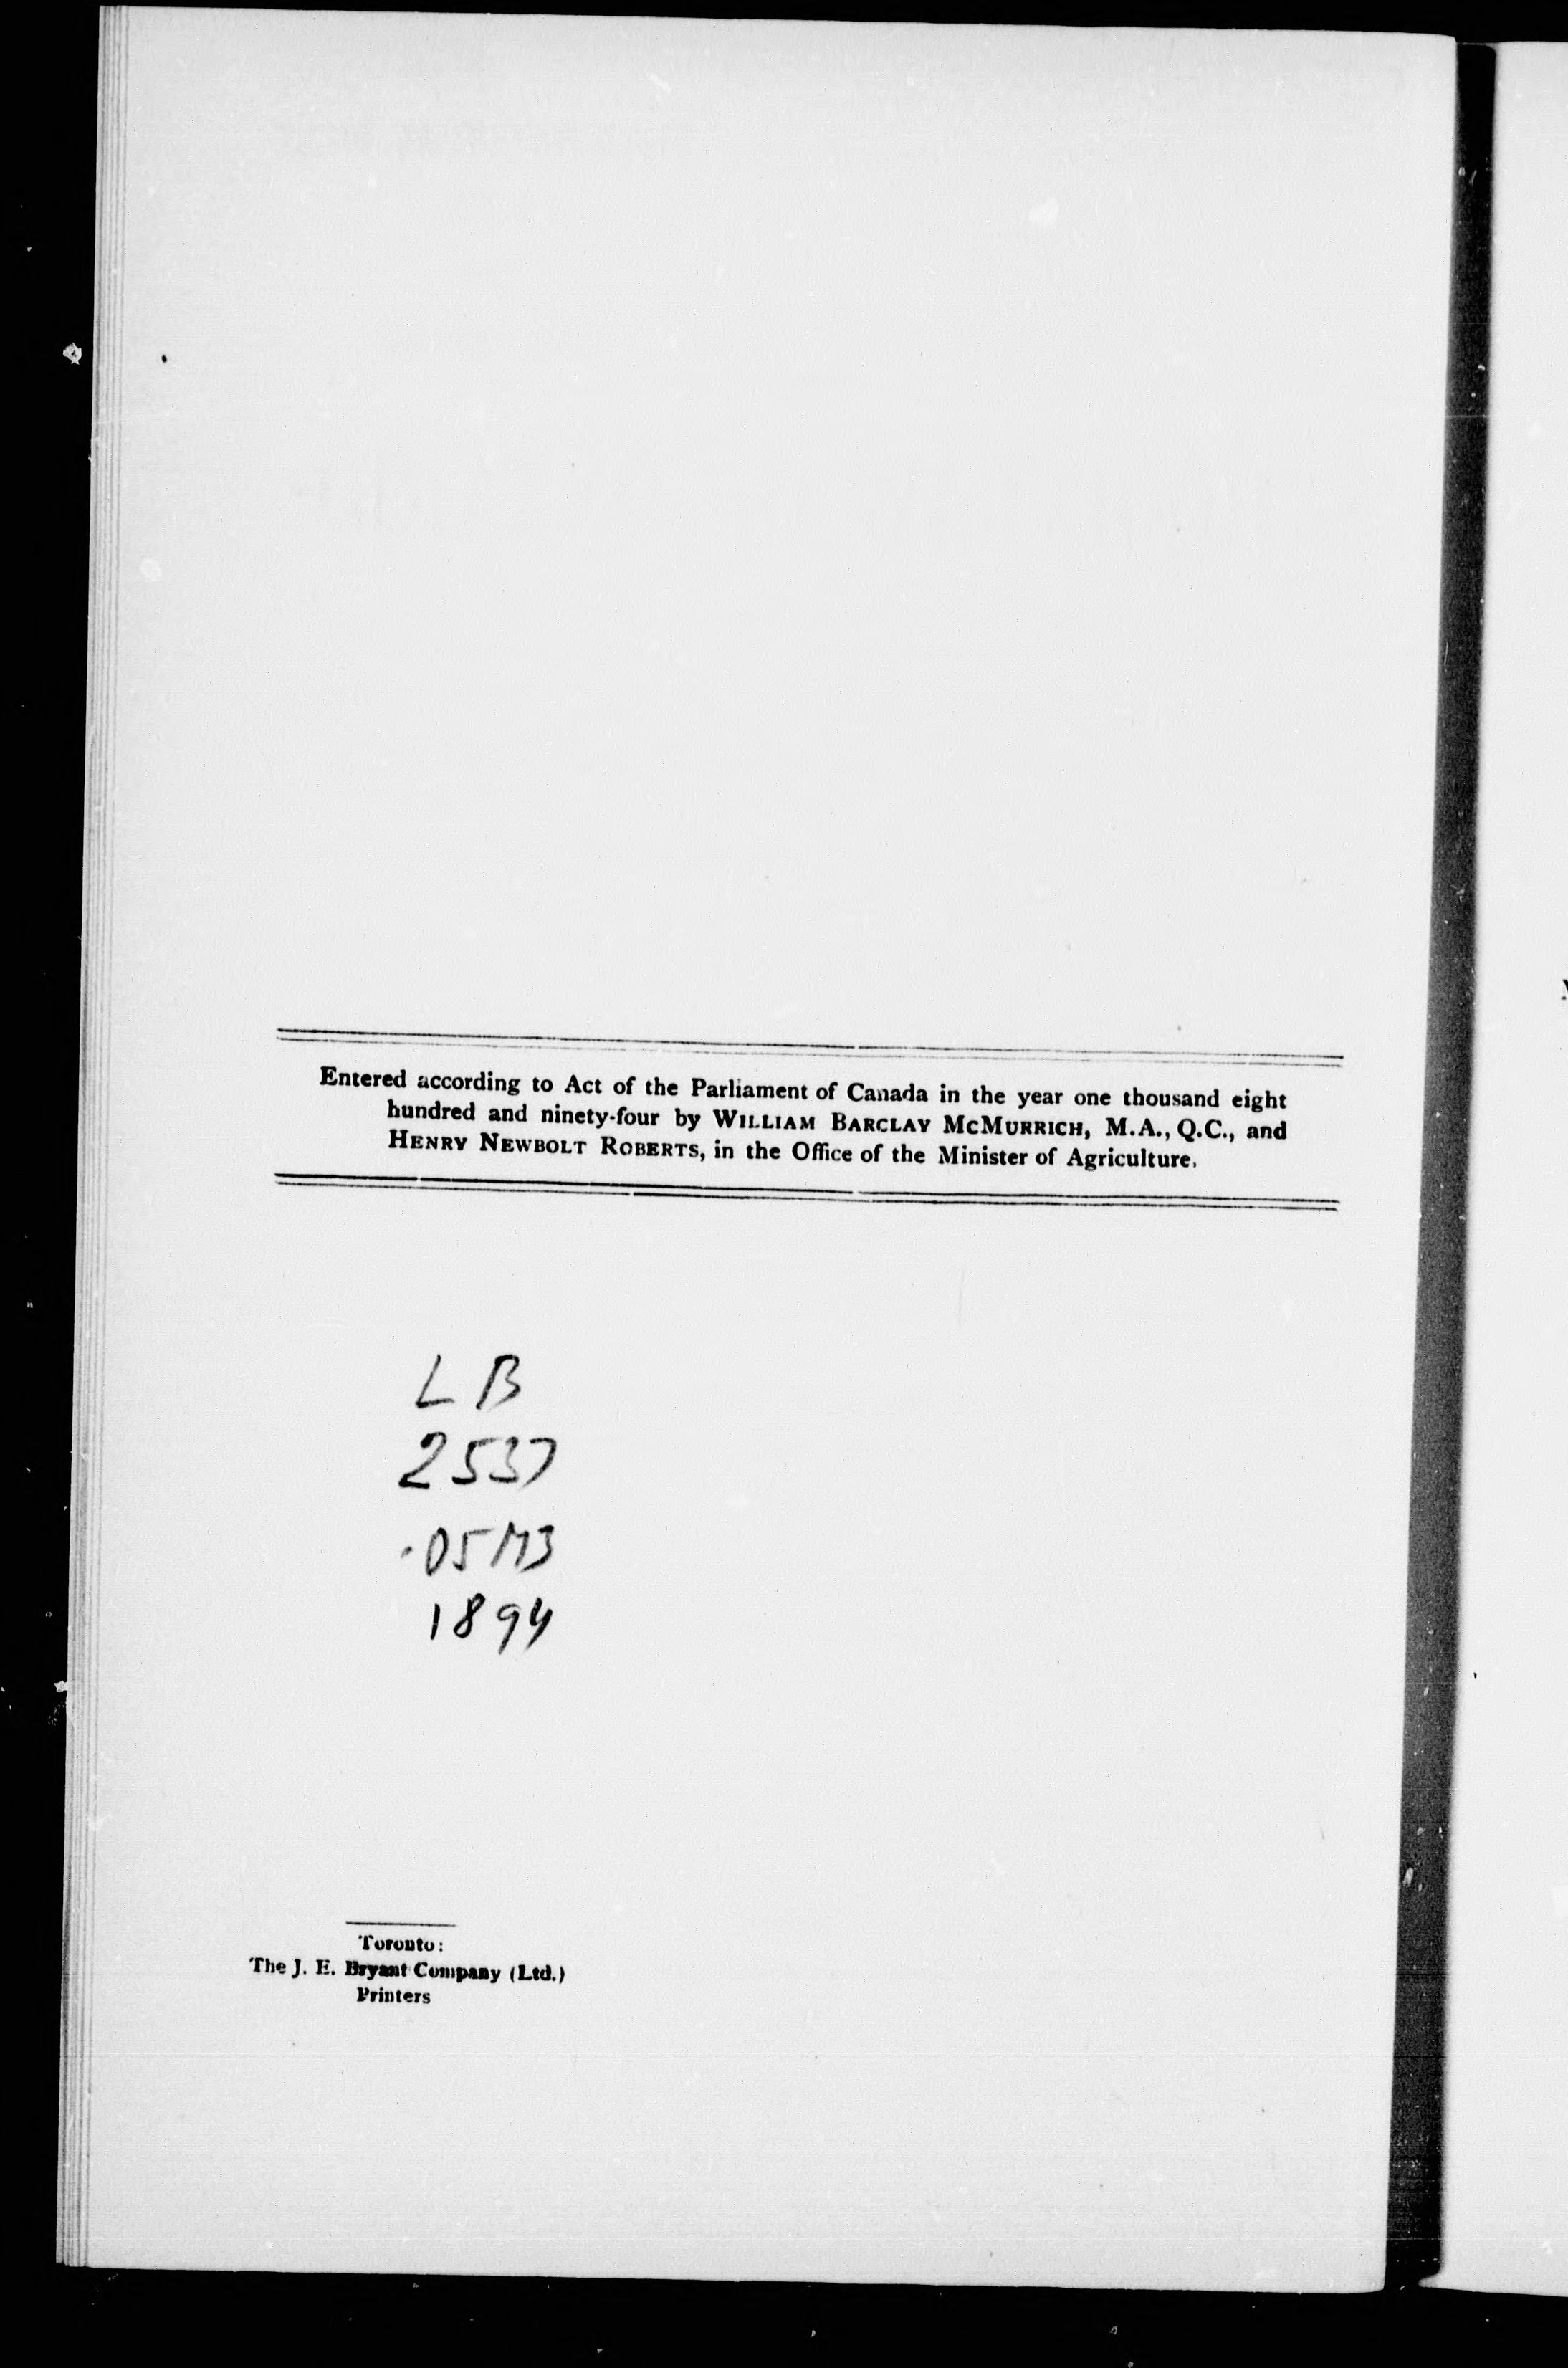 Entered according to Act of the Parliament of Canada in the year one thousand eight
hundred and ninety-four by WILLIAM BARCLAY MCMURRICH, M.A., Q.C., and
HENRY NEWBOLT ROBERTS, in the Office of the Minister of Agriculture.
LB
2537
.O5M3
1894
Toronto:
The J. E. Bryant Company (Ltd.)
Printers